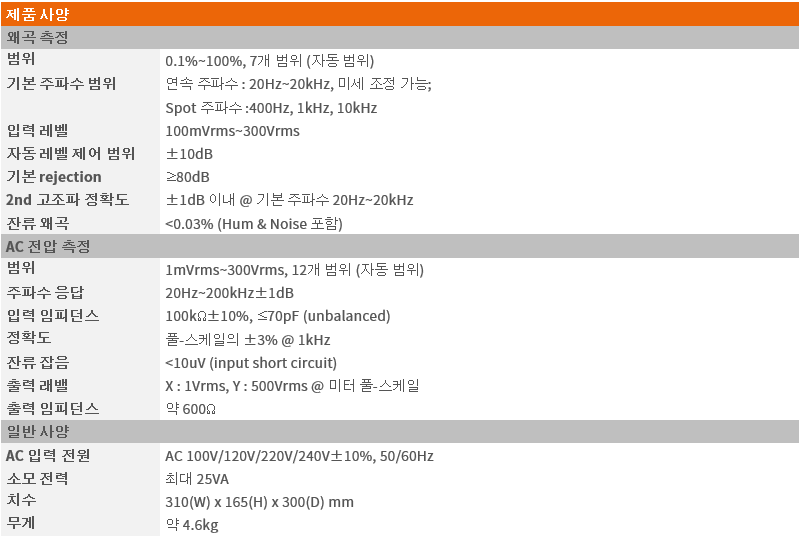 제품 사양
왜곡 측정
범위 0.1%~100%, 7개 범위 (자동 범위)
기본 주파수 범위 연속 주파수 : 20Hz~20kHz, 미세 조정 가능;
Spot 주파수 :400Hz, 1kHz, 10kHz
입력 레벨 100mVrms~300Vrms
자동 레벨 제어 범위 ±10dB
기본 rejection ≥80dB
2nd 고조파 정확도 ±1dB 이내 @ 기본 주파수 20Hz~20kHz
잔류 왜곡 <0.03% (Hum & Noise 포함)
AC 전압 측정
범위 1mVrms~300Vrms, 12개 범위 (자동 범위)
주파수 응답 20Hz~200kHz±1dB
입력 임피던스 100kΩ±10%, ≤70pF (unbalanced)
정확도 풀-스케일의 ±3% @ 1kHz
잔류 잡음 <10uV (input short circuit)
출력 래밸 X : 1Vrms, Y : 500Vrms @ 미터 풀-스케일
출력 임피던스 약 600Ω
일반 사양
AC 입력 전원 AC 100V/120V/220V/240V±10%, 50/60Hz
소모 전력 최대 25VA
치수 310(W) x 165(H) x 300(D) mm
무게 약 4.6kg